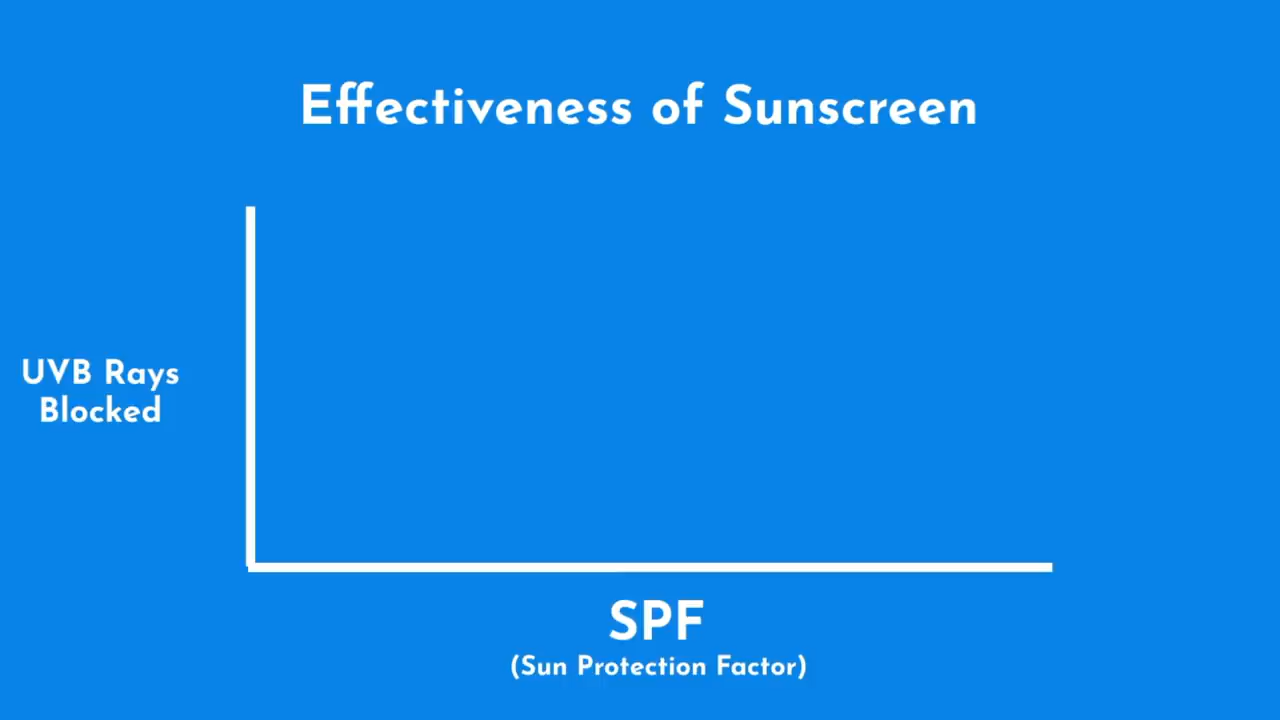 Effectiveness of Sunscreen
UVB Rays
Blocked
SPF
(Sun Protection Factor)